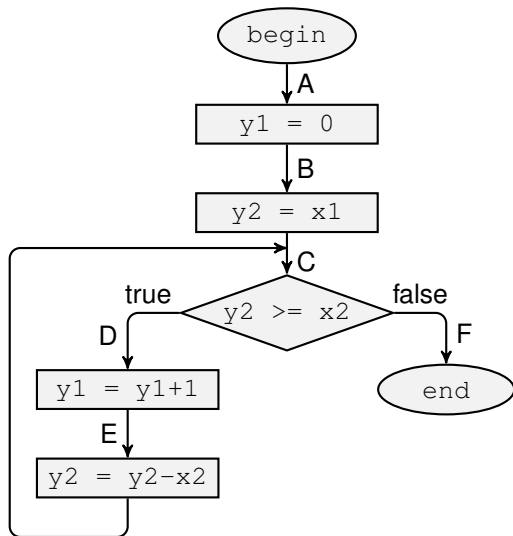 begin
A
y1 = 0
B
y2 = x1
C
true
false
y2 >= x2
D
F
y1 = y1+1
end
E
y2 = y2-x2